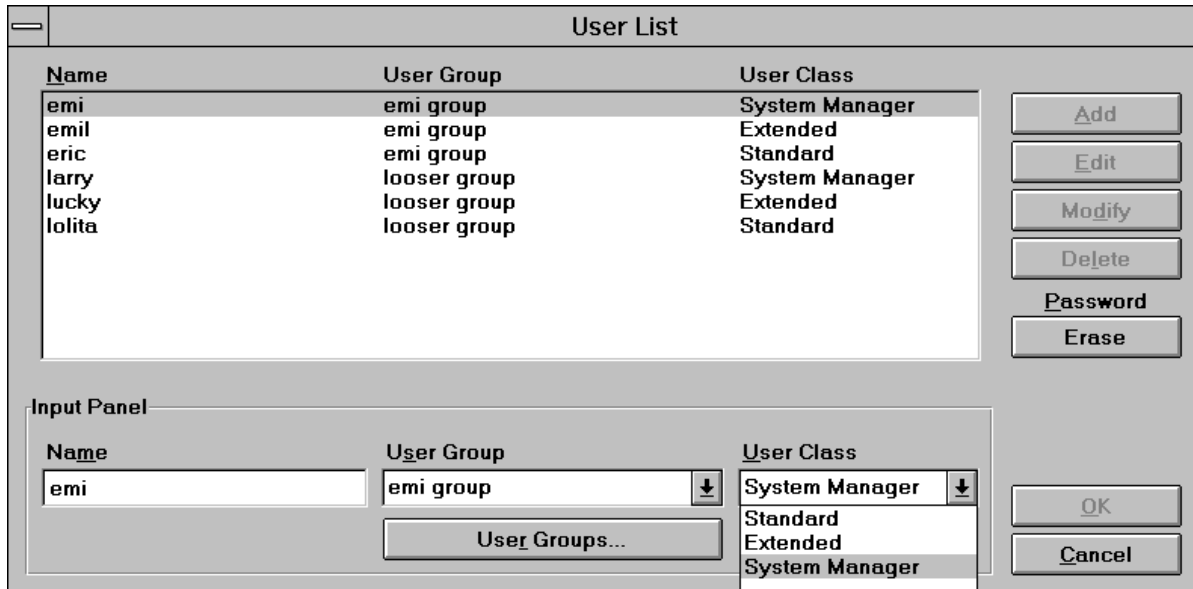 User List
Name User Group User Class
emi emi group System Manager
emil emi group Extended
eric emi group Standard
larry looser group System Manager
lucky looser group Extended
lolita looser group Standard
Add
Edit
Modify
Delete
Password
Erase
Input Panel
Name User Group User Class
emi emi group System Manager
Standard
Extended
System Manager
User Groups...
OK
Cancel